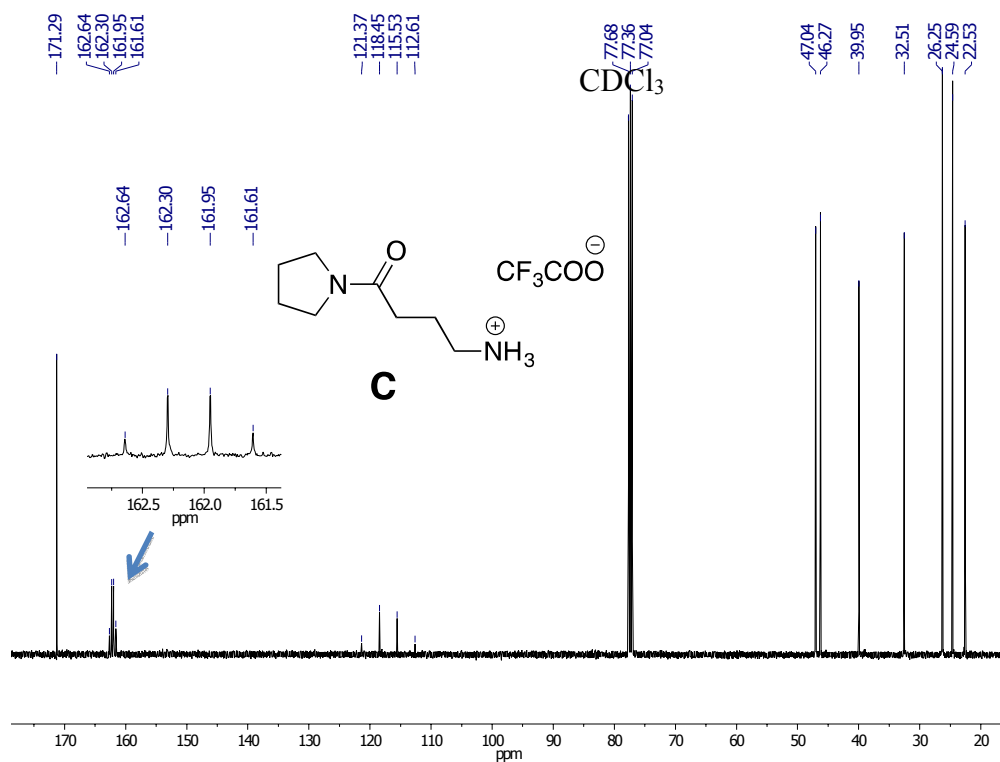 171.29
162.64
162.30
161.95
161.61
121.37
118.45
115.53
112.61
77.68
77.36
77.04
47.04
46.27
39.95
32.51
26.25
24.59
22.53
CDCl₃
162.64
162.30
161.95
161.61
O
N
CF₃COO⊖
⊕
NH₃
C
162.5 162.0 161.5
ppm
170 160 150 140 130 120 110 100 90 80 70 60 50 40 30 20
ppm